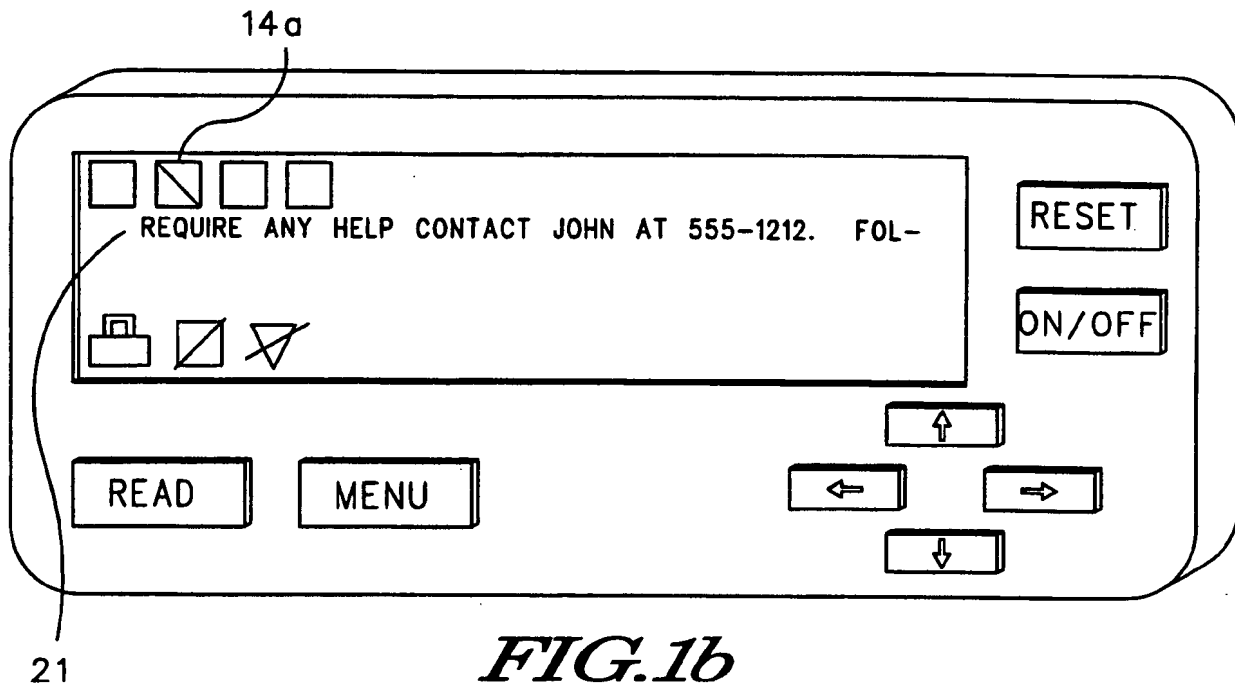 14a
REQUIRE ANY HELP CONTACT JOHN AT 555-1212. FOL-
RESET
ON/OFF
READ
MENU
21
FIG.1b